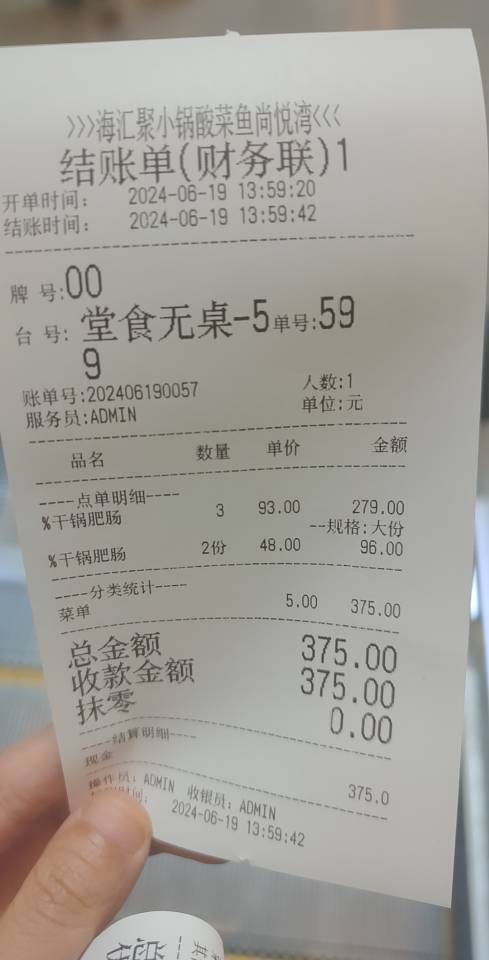 >>>海汇聚小锅酸菜鱼尚悦湾<<<
结账单(财务联)1
开单时间： 2024-06-19 13:59:20
结账时间： 2024-06-19 13:59:42
牌 号:00
台 号: 堂食无桌-5 单号:59
9
账单号:202406190057 人数:1
服务员:ADMIN 单位:元
品名 数量 单价 金额
----点单明细----
%干锅肥肠 3 93.00 279.00
--规格:大份
%干锅肥肠 2份 48.00 96.00
----分类统计----
菜单 5.00 375.00
总金额 375.00
收款金额 375.00
抹零 0.00
----结算明细----
现金 375.0
操作员: ADMIN 收银员: ADMIN
时间: 2024-06-19 13:59:42